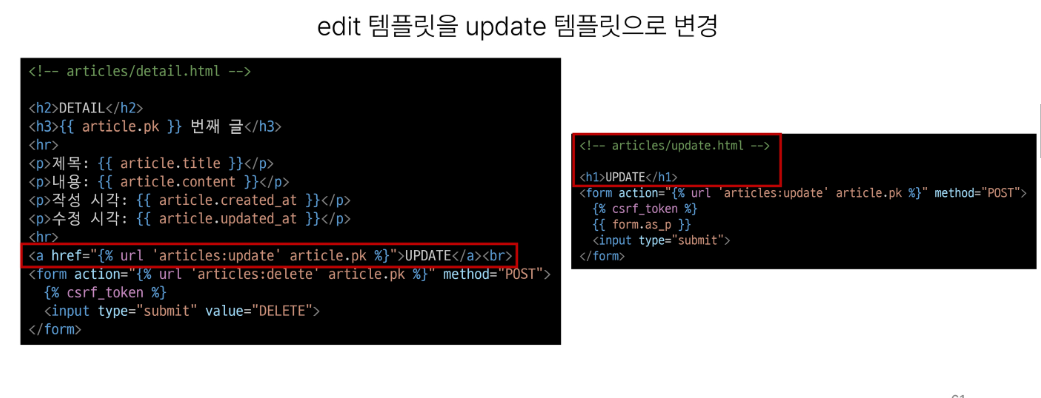 edit 템플릿을 update 템플릿으로 변경
<!-- articles/detail.html -->
<h2>DETAIL</h2>
<h3>{{ article.pk }} 번째 글</h3>
<hr>
<p>제목: {{ article.title }}</p>
<p>내용: {{ article.content }}</p>
<p>작성 시각: {{ article.created_at }}</p>
<p>수정 시각: {{ article.updated_at }}</p>
<hr>
<a href="{% url 'articles:update' article.pk %}">UPDATE</a><br>
<form action="{% url 'articles:delete' article.pk %}" method="POST">
{% csrf_token %}
<input type="submit" value="DELETE">
</form>
<!-- articles/update.html -->
<h1>UPDATE</h1>
<form action="{% url 'articles:update' article.pk %}" method="POST">
{% csrf_token %}
{{ form.as_p }}
<input type="submit">
</form>